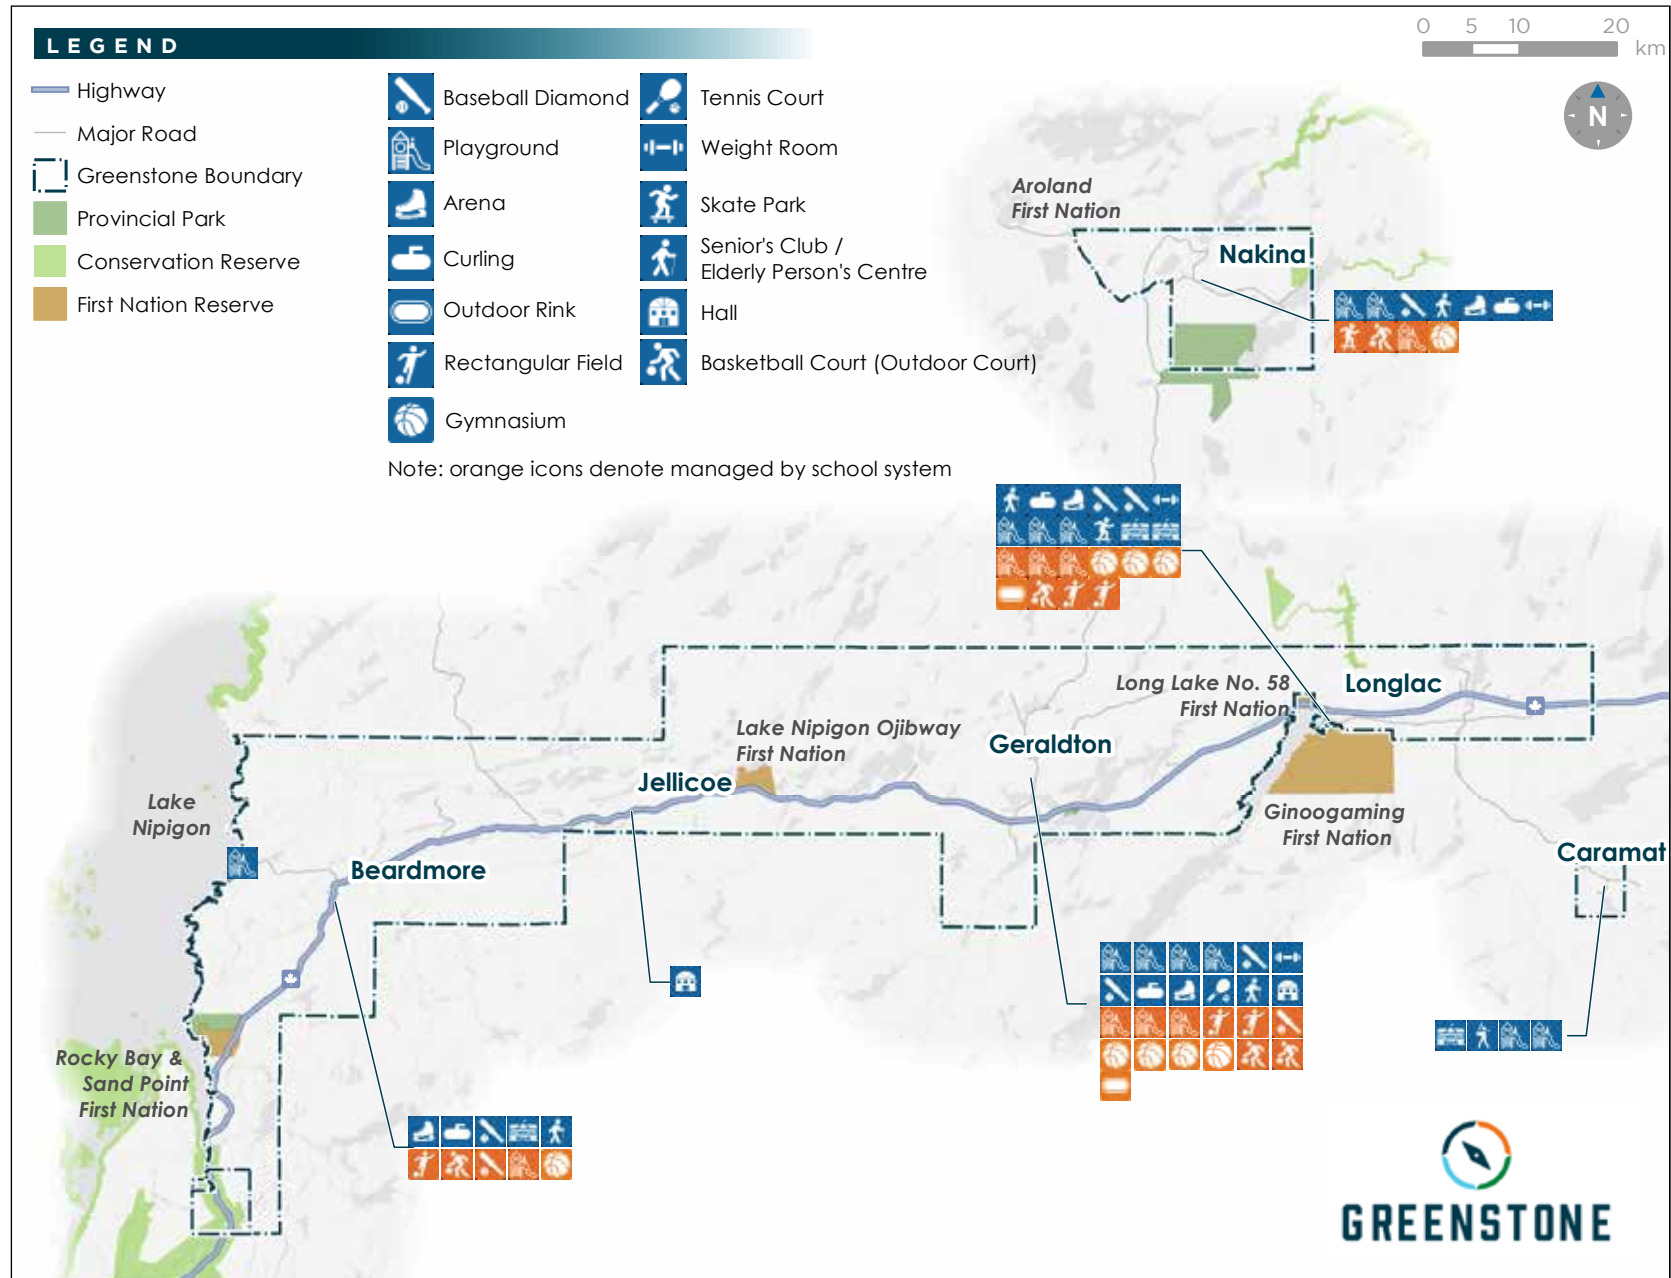 LEGEND
Highway
Major Road
Greenstone Boundary
Provincial Park
Conservation Reserve
First Nation Reserve
Baseball Diamond
Playground
Arena
Curling
Outdoor Rink
Rectangular Field
Gymnasium
Tennis Court
Weight Room
Skate Park
Senior's Club /
Elderly Person's Centre
Hall
Basketball Court (Outdoor Court)
Note: orange icons denote managed by school system
0 5 10 20
km
N
Aroland
First Nation
Nakina
Long Lake No. 58
First Nation
Longlac
Lake Nipigon Ojibway
First Nation
Geraldton
Jellicoe
Lake
Nipigon
Ginoogaming
First Nation
Caramat
Beardmore
Rocky Bay &
Sand Point
First Nation
GREENSTONE